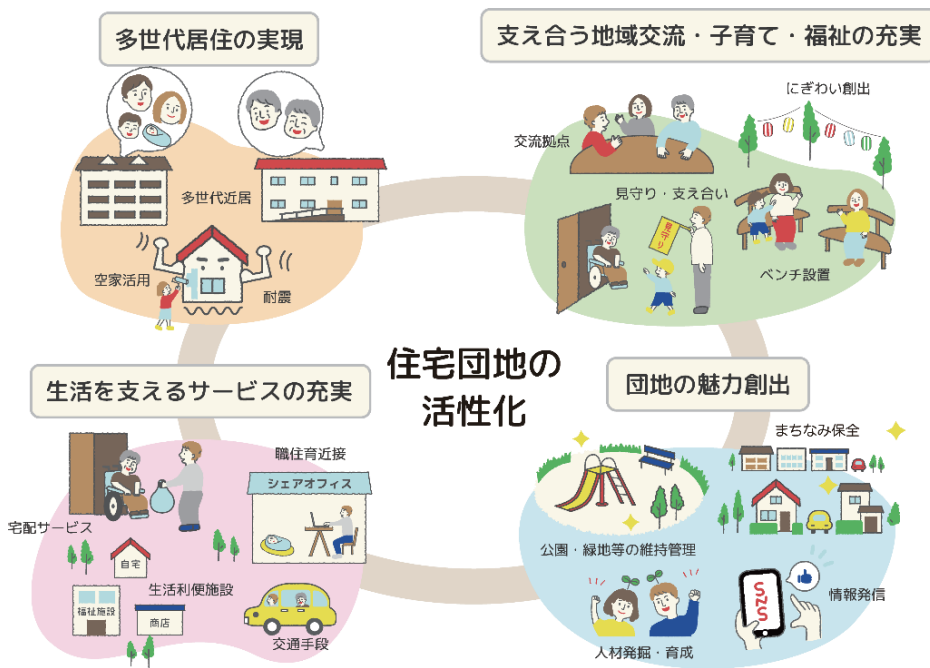 多世代居住の実現
多世代近居
空家活用
耐震
支え合う地域交流・子育て・福祉の充実
にぎわい創出
交流拠点
見守り・支え合い
見守り
ベンチ設置
住宅団地の
活性化
生活を支えるサービスの充実
職住育近接
シェアオフィス
宅配サービス
自宅
生活利便施設
福祉施設
商店
交通手段
団地の魅力創出
まちなみ保全
公園・緑地等の維持管理
SNS
情報発信
人材発掘・育成